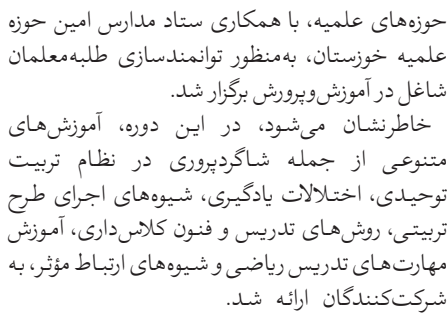 حوزه‌های علمیه، با همکاری ستاد مدارس امین حوزه
علمیه خوزستان، به‌منظور توانمندسازی طلبه‌معلمان
شاغل در آموزش‌وپرورش برگزار شد.
خاطرنشان می‌شود، در این دوره، آموزش‌های
متنوعی از جمله شاگردپروری در نظام تربیت
توحیدی، اختلالات یادگیری، شیوه‌های اجرای طرح
تربیتی، روش‌های تدریس و فنون کلاس‌داری، آموزش
مهارت‌های تدریس ریاضی و شیوه‌های ارتباط مؤثر، به
شرکت‌کنندگان ارائه شد.